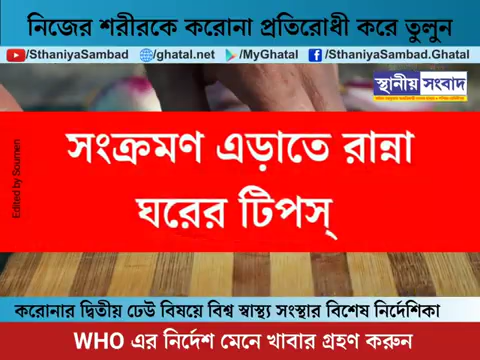 নিজের শরীরকে করোনা প্রতিরোধী করে তুলুন
/SthaniyaSambad /ghatal.net /MyGhatal /SthaniyaSambad.Ghatal
স্থানীয় সংবাদ
Edited by Soumen
সংক্রমণ এড়াতে রান্না
ঘরের টিপস্
করোনার দ্বিতীয় ঢেউ বিষয়ে বিশ্ব স্বাস্থ্য সংস্থার বিশেষ নির্দেশিকা
WHO এর নির্দেশ মেনে খাবার গ্রহণ করুন